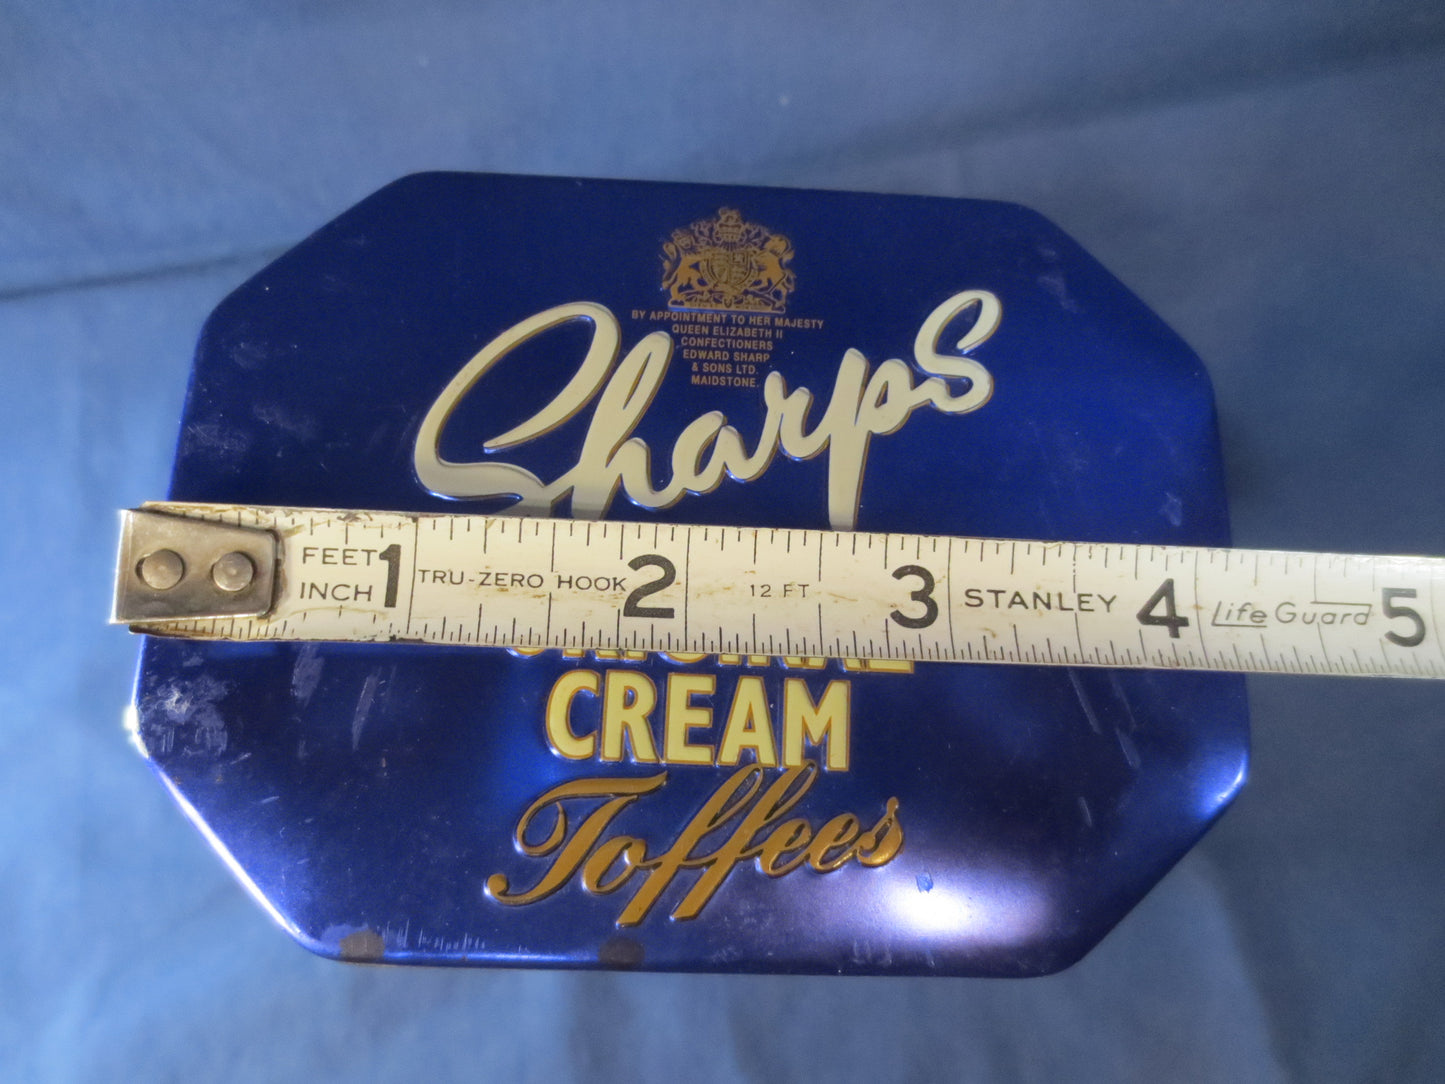 BY APPOINTMENT TO HER MAJESTY
QUEEN ELIZABETH II
CONFECTIONERS
EDWARD SHARP
& SONS LTD.
MAIDSTONE.
Sharps
FEET
INCH 1 TRU-ZERO HOOK 2 12 FT 3 STANLEY 4 Life Guard 5
ORIGINAL
CREAM
Toffees